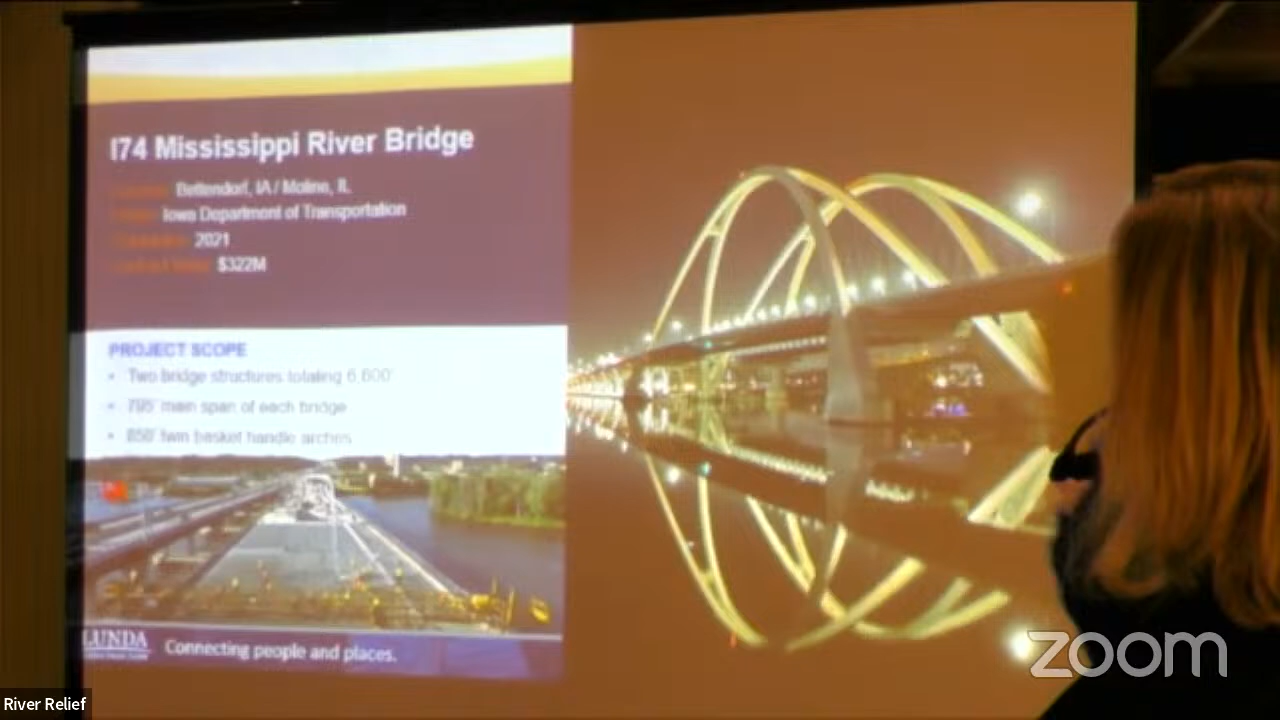 I74 Mississippi River Bridge
Bettendorf, IA / Moline, IL
Iowa Department of Transportation
2021
$322M
PROJECT SCOPE
• Two bridge structures totaling 6,600'
• 795' main span of each bridge
• 850' twin basket handle arches
LUNDA
Connecting people and places.
zoom
River Relief